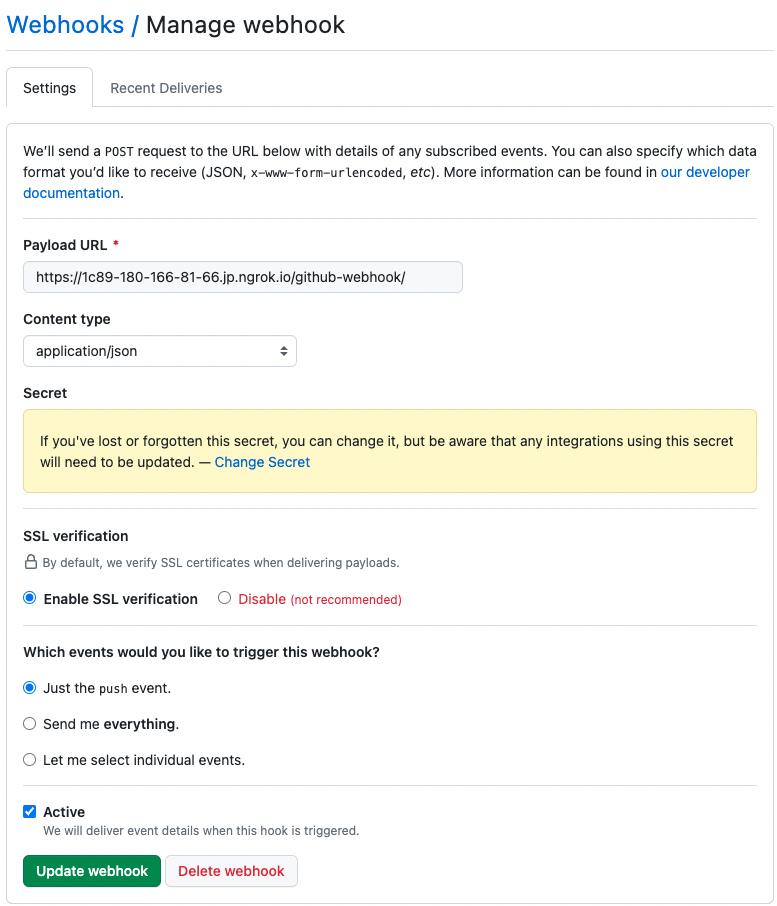 Webhooks / Manage webhook
Settings
Recent Deliveries
We’ll send a POST request to the URL below with details of any subscribed events. You can also specify which data
format you’d like to receive (JSON, x-www-form-urlencoded, etc). More information can be found in our developer
documentation.
Payload URL *
https://1c89-180-166-81-66.jp.ngrok.io/github-webhook/
Content type
application/json
Secret
If you've lost or forgotten this secret, you can change it, but be aware that any integrations using this secret
will need to be updated. — Change Secret
SSL verification
By default, we verify SSL certificates when delivering payloads.
Enable SSL verification
Disable (not recommended)
Which events would you like to trigger this webhook?
Just the push event.
Send me everything.
Let me select individual events.
Active
We will deliver event details when this hook is triggered.
Update webhook
Delete webhook